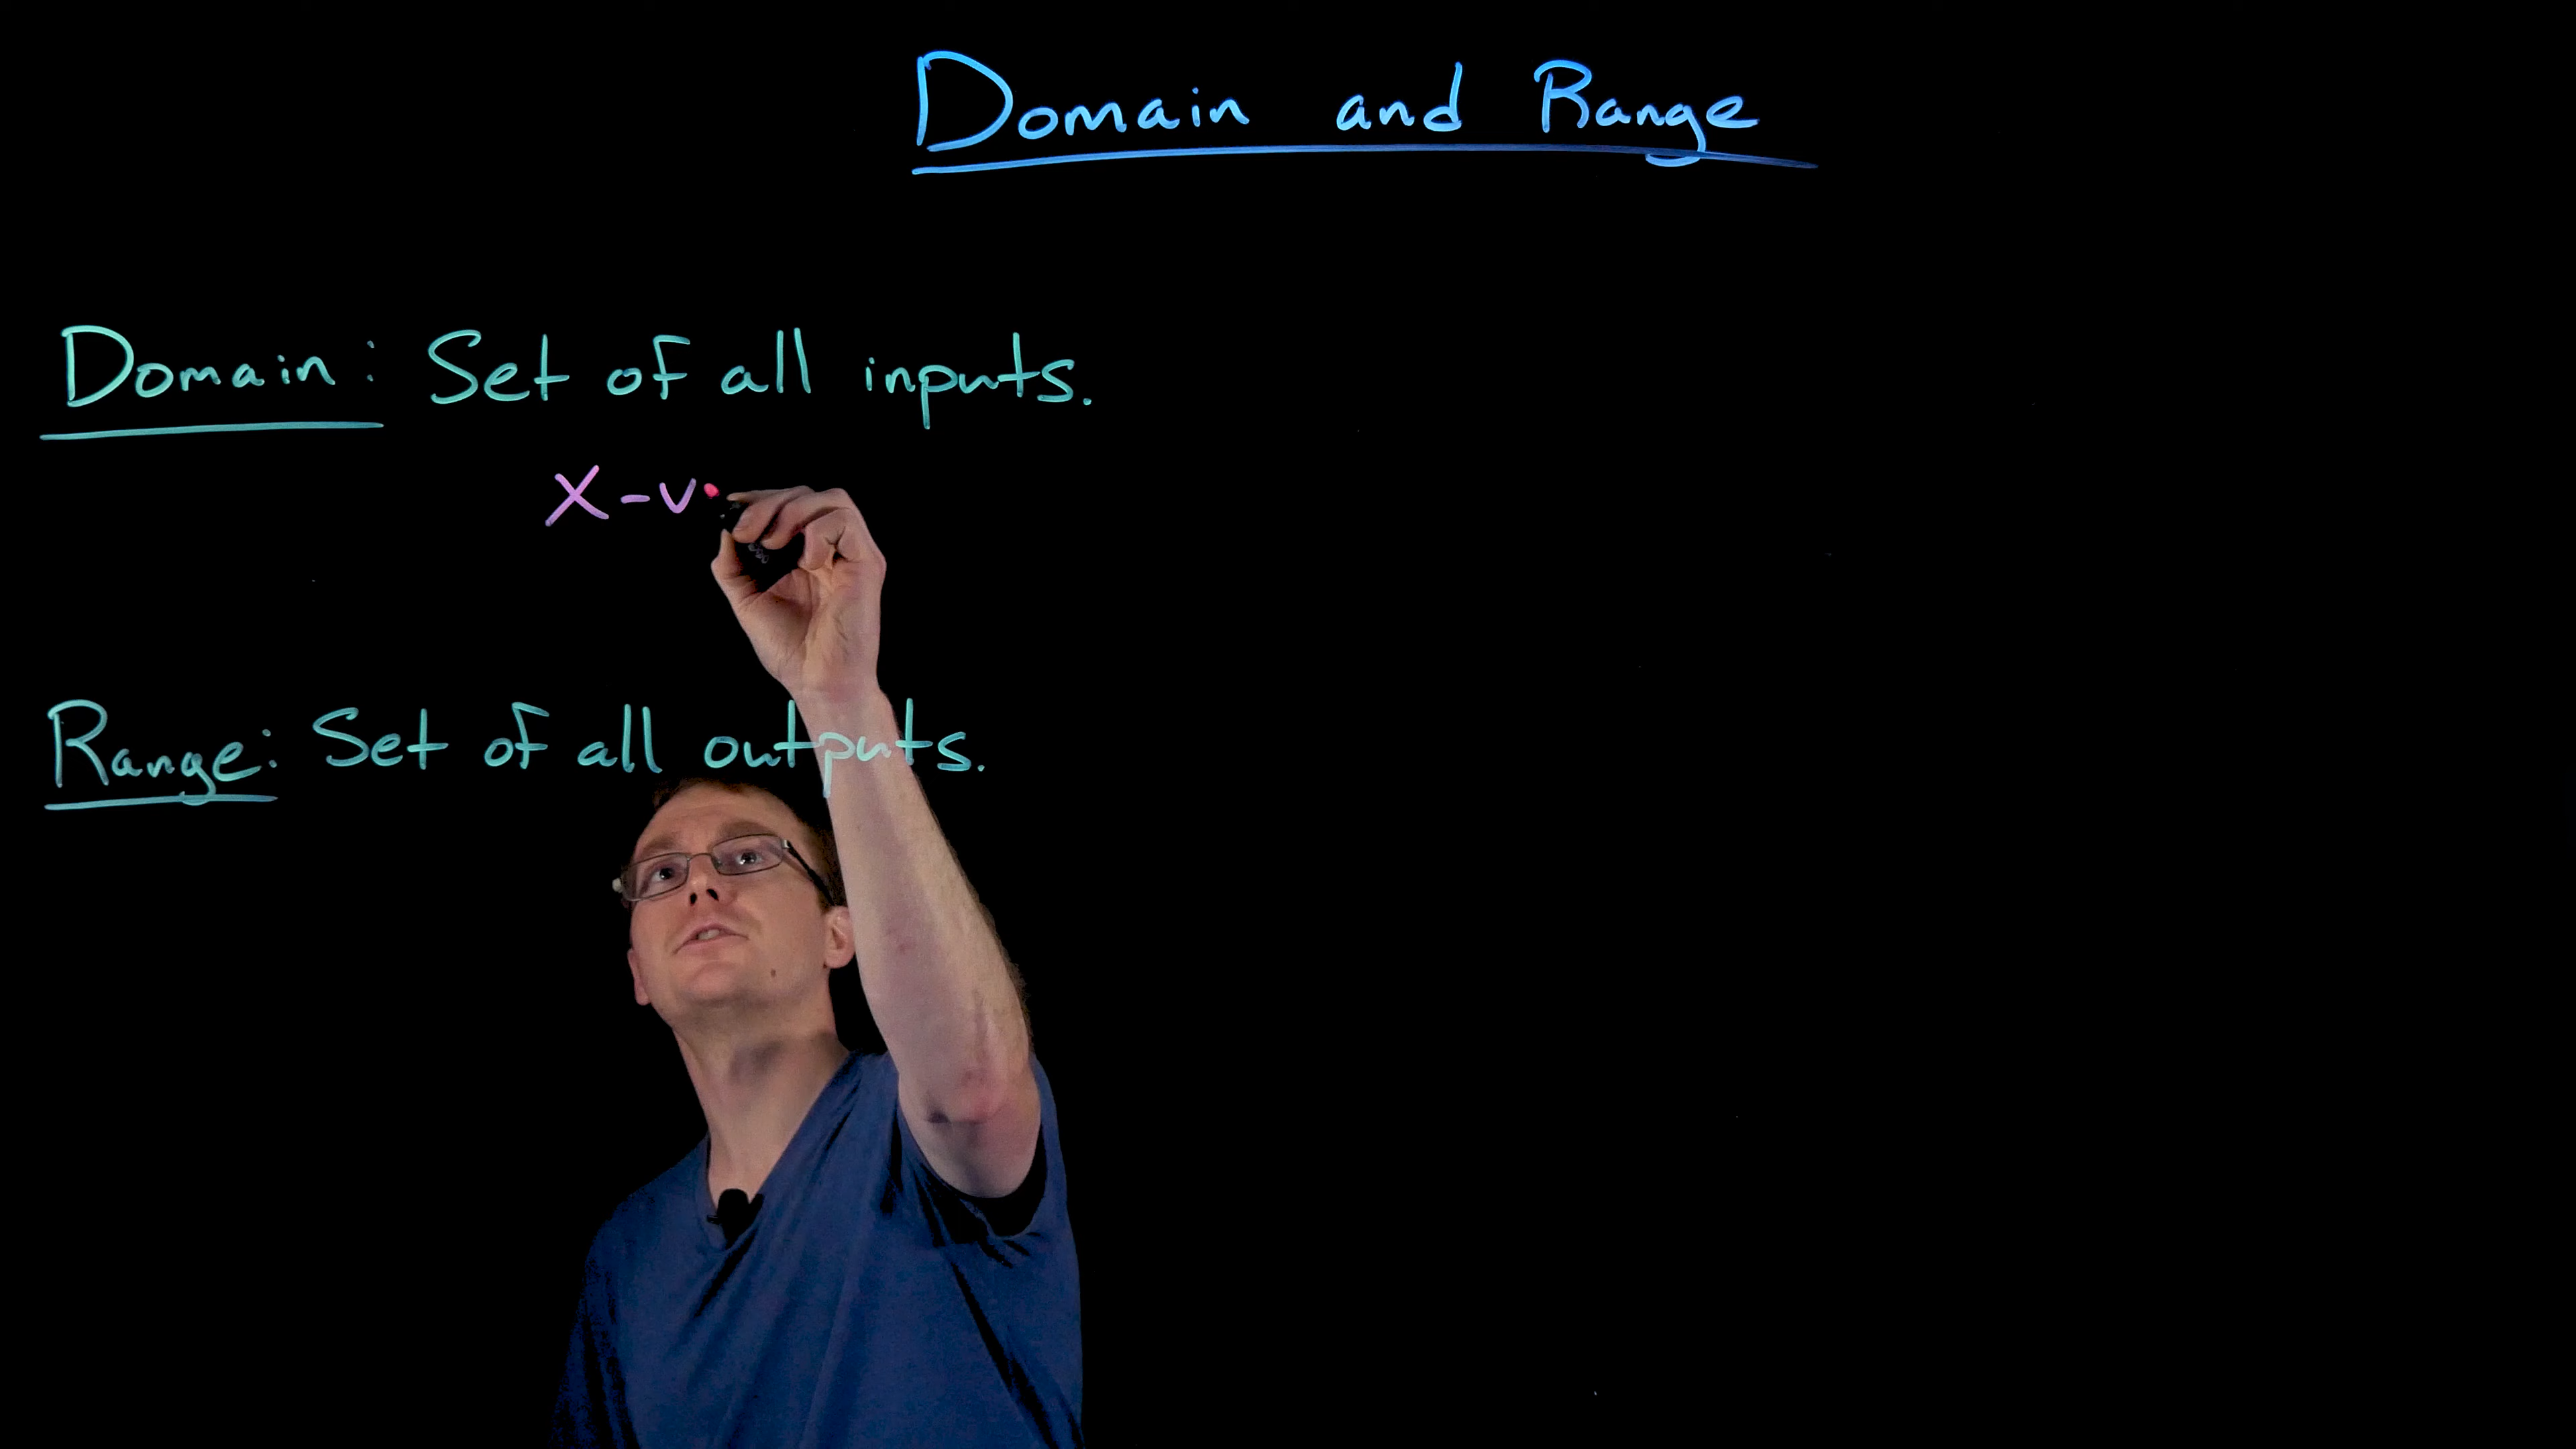 Domain and Range
Domain: Set of all inputs.
X-v
Range: Set of all outputs.